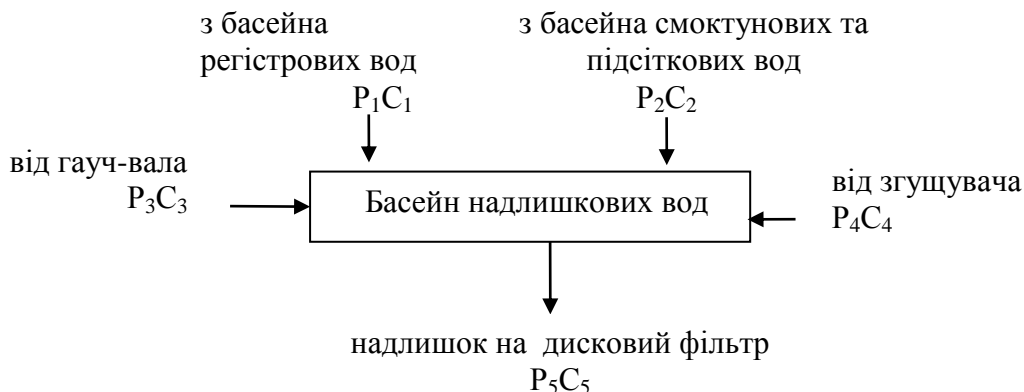 з басейна
регістрових вод
P₁C₁
з басейна смоктунових та
підсіткових вод
P₂C₂
від гауч-вала
P₃C₃
Басейн надлишкових вод
від згущувача
P₄C₄
надлишок на дисковий фільтр
P₅C₅